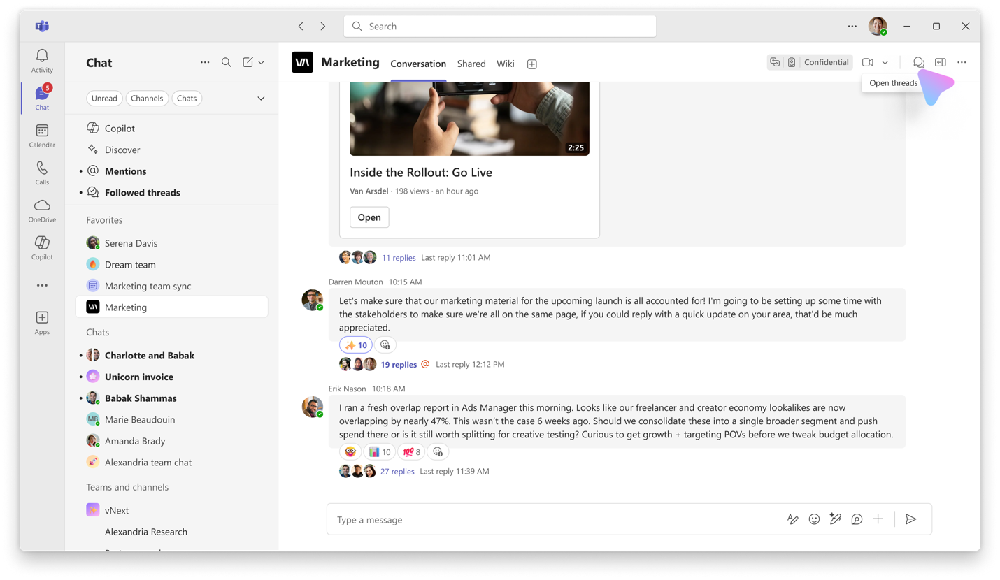 Search
Activity
5
Chat
Calendar
Calls
OneDrive
Copilot
Apps
Chat
Unread
Channels
Chats
Copilot
Discover
Mentions
Followed threads
Favorites
Serena Davis
Dream team
Marketing team sync
VA Marketing
Chats
Charlotte and Babak
Unicorn invoice
Babak Shammas
MB Marie Beaudouin
Amanda Brady
Alexandria team chat
Teams and channels
vNext
Alexandria Research
VA Marketing
Conversation
Shared
Wiki
Confidential
Open threads
2:25
Inside the Rollout: Go Live
Van Arsdel · 198 views · an hour ago
Open
11 replies Last reply 11:01 AM
Darren Mouton 10:15 AM
Let's make sure that our marketing material for the upcoming launch is all accounted for! I'm going to be setting up some time with
the stakeholders to make sure we're all on the same page, if you could reply with a quick update on your area, that'd be much
appreciated.
✨ 10
19 replies @ Last reply 12:12 PM
Erik Nason 10:18 AM
I ran a fresh overlap report in Ads Manager this morning. Looks like our freelancer and creator economy lookalikes are now
overlapping by nearly 47%. This wasn't the case 6 weeks ago. Should we consolidate these into a single broader segment and push
spend there or is it still worth splitting for creative testing? Curious to get growth + targeting POVs before we tweak budget allocation.
🤓 📊 10 💯 8
27 replies Last reply 11:39 AM
Type a message